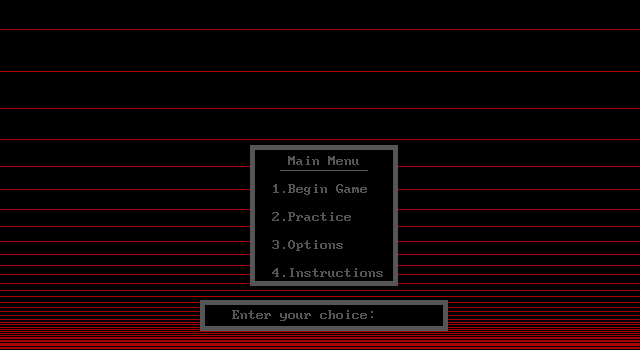 Main Menu
1.Begin Game
2.Practice
3.Options
4.Instructions
Enter your choice: